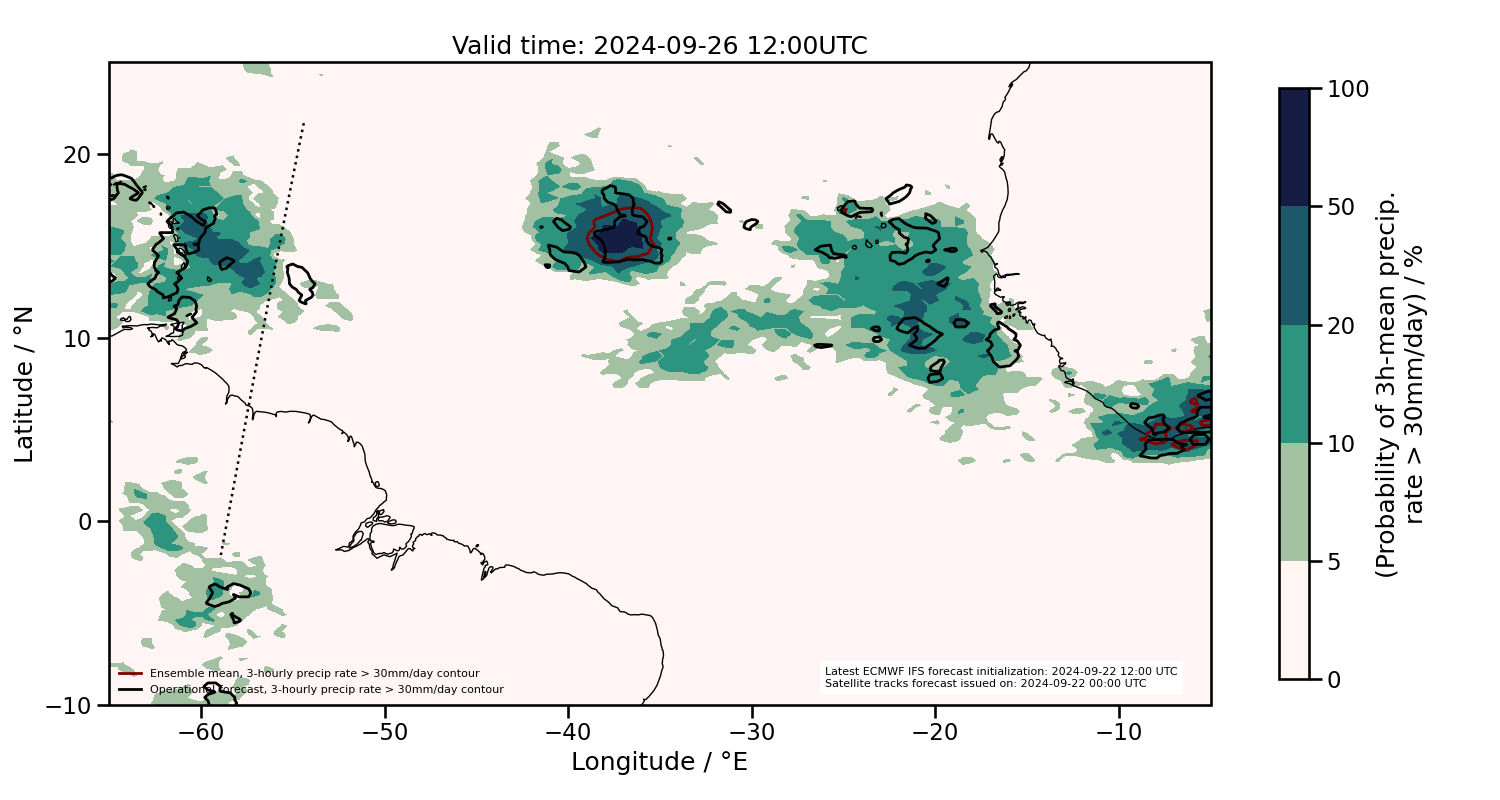 Valid time: 2024-09-26 12:00UTC
20
10
0
−10
Latitude / °N
−60
−50
−40
−30
−20
−10
Longitude / °E
Ensemble mean, 3-hourly precip rate > 30mm/day contour
Operational forecast, 3-hourly precip rate > 30mm/day contour
Latest ECMWF IFS forecast initialization: 2024-09-22 12:00 UTC
Satellite tracks forecast issued on: 2024-09-22 00:00 UTC
100
50
20
10
5
0
(Probability of 3h-mean precip.
rate > 30mm/day) / %